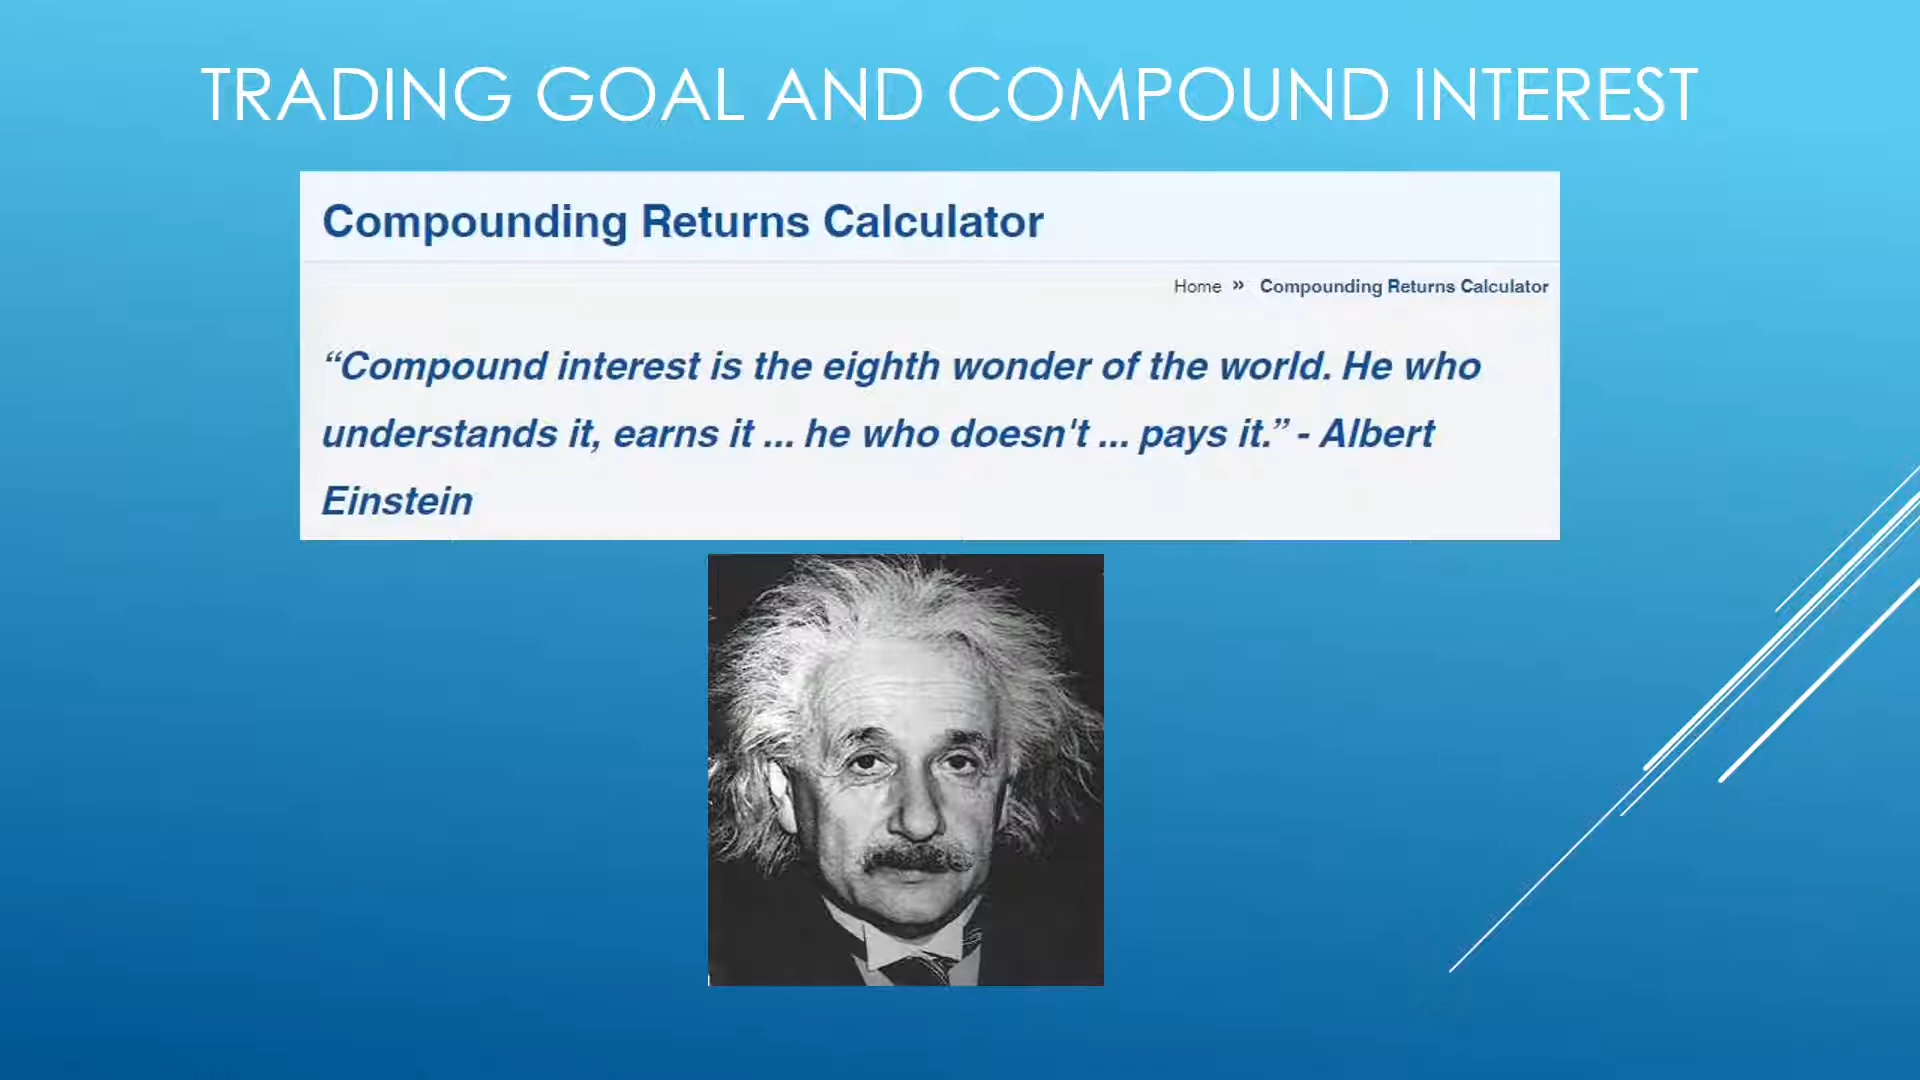 TRADING GOAL AND COMPOUND INTEREST
Compounding Returns Calculator
Home » Compounding Returns Calculator
“Compound interest is the eighth wonder of the world. He who
understands it, earns it ... he who doesn't ... pays it.” - Albert
Einstein